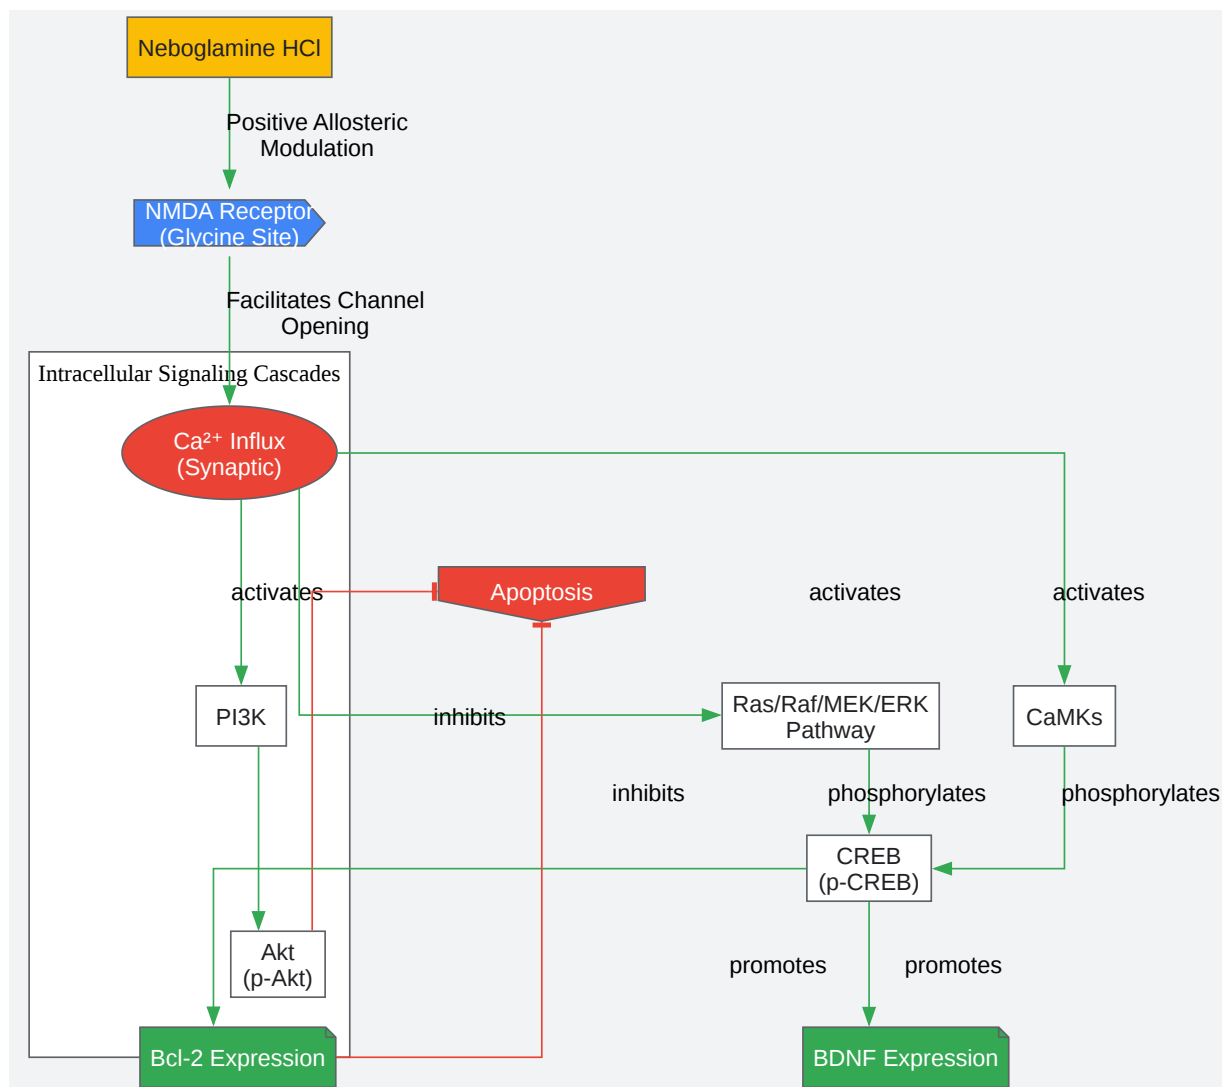 Neboglamine HCl
Positive Allosteric
Modulation
NMDA Receptor
(Glycine Site)
Facilitates Channel
Opening
Intracellular Signaling Cascades
Ca²⁺ Influx
(Synaptic)
activates
Apoptosis
activates
activates
PI3K
inhibits
Ras/Raf/MEK/ERK
Pathway
CaMKs
inhibits
phosphorylates
phosphorylates
CREB
(p-CREB)
Akt
(p-Akt)
promotes
promotes
Bcl-2 Expression
BDNF Expression